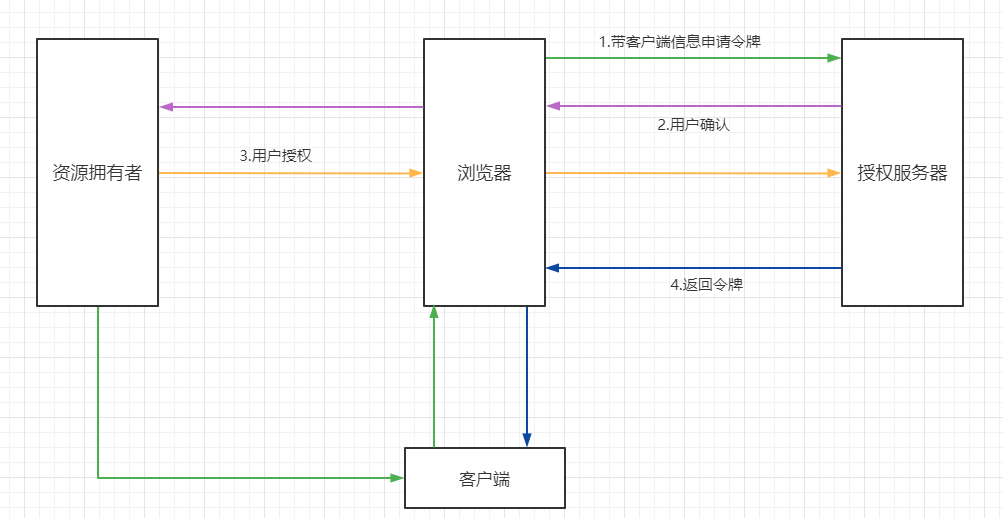 1.带客户端信息申请令牌
2.用户确认
3.用户授权
资源拥有者
浏览器
授权服务器
4.返回令牌
客户端